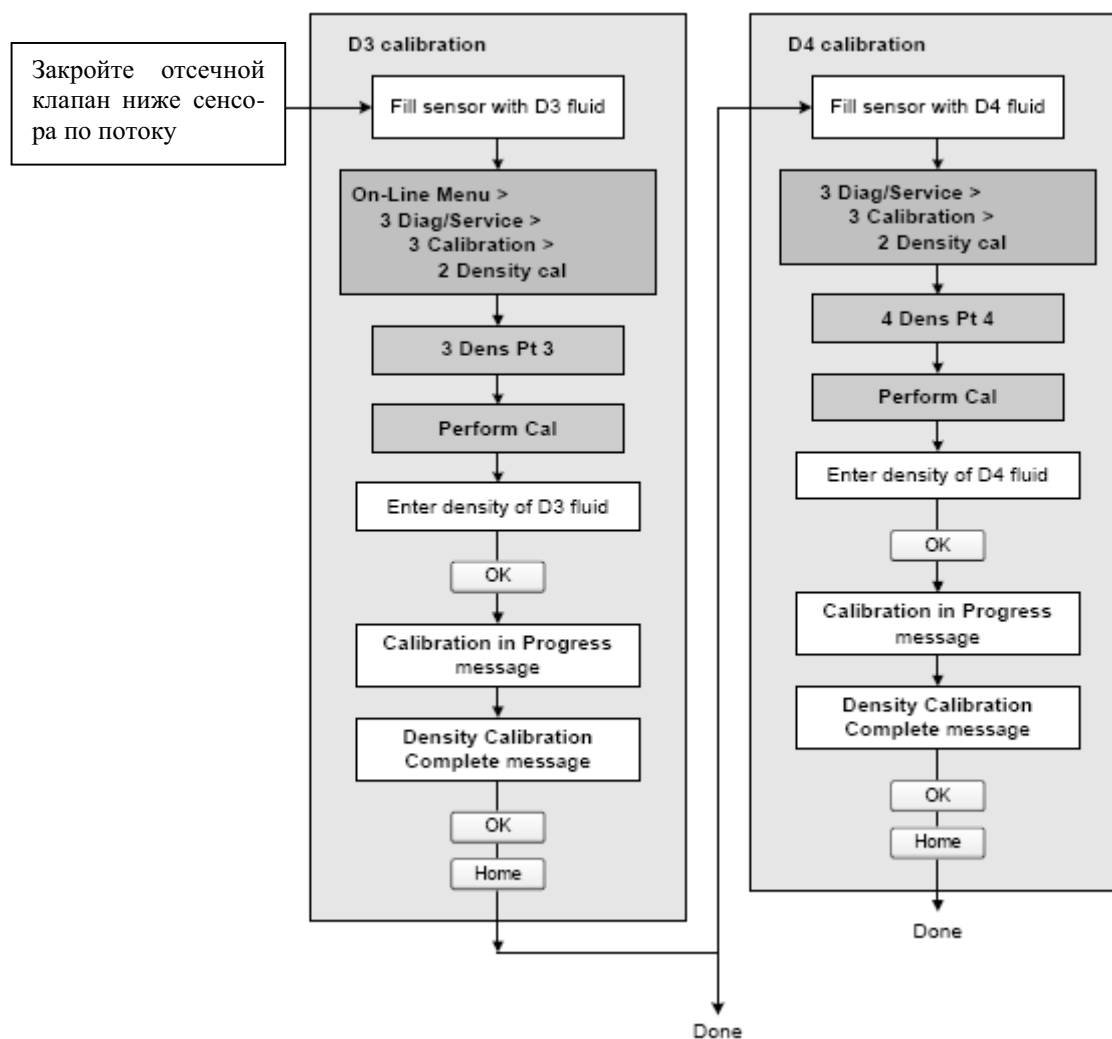 Закройте отсечной
клапан ниже сенсо-
ра по потоку
D3 calibration
Fill sensor with D3 fluid
On-Line Menu >
3 Diag/Service >
3 Calibration >
2 Density cal
3 Dens Pt 3
Perform Cal
Enter density of D3 fluid
OK
Calibration in Progress
message
Density Calibration
Complete message
OK
Home
D4 calibration
Fill sensor with D4 fluid
3 Diag/Service >
3 Calibration >
2 Density cal
4 Dens Pt 4
Perform Cal
Enter density of D4 fluid
OK
Calibration in Progress
message
Density Calibration
Complete message
OK
Home
Done
Done